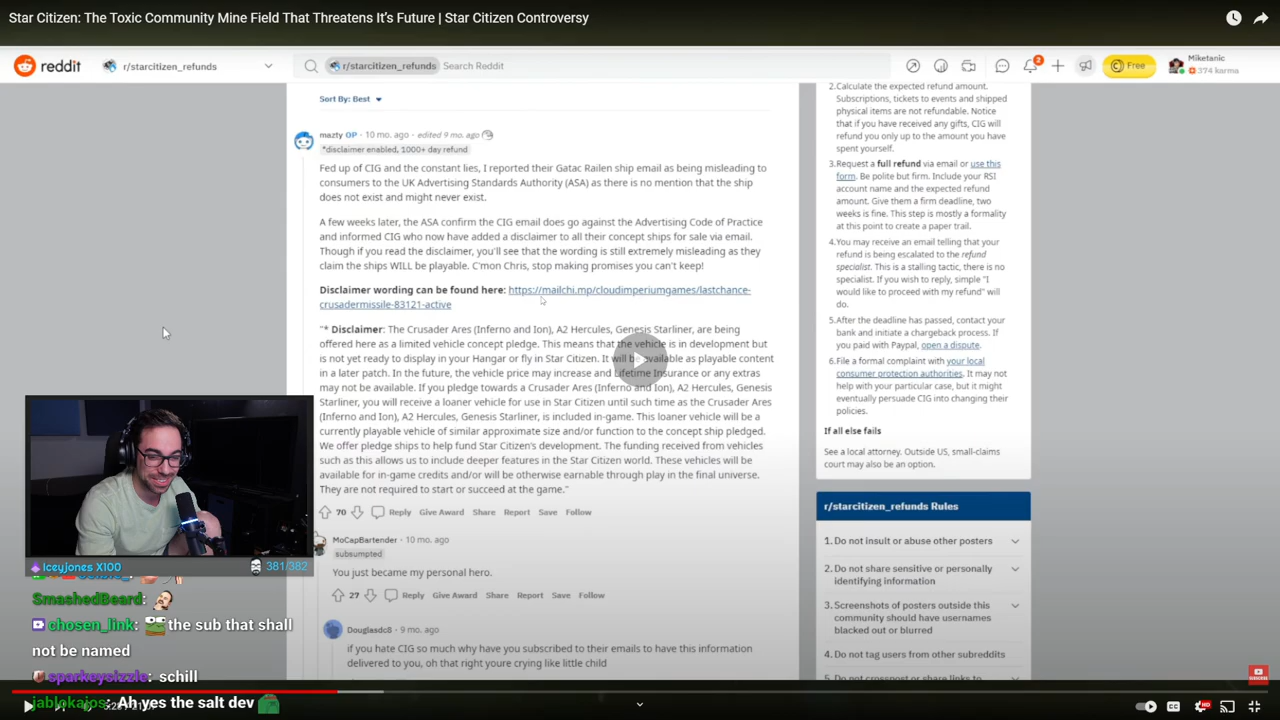 Star Citizen: The Toxic Community Mine Field That Threatens It's Future | Star Citizen Controversy
reddit
r/starcitizen_refunds
r/starcitizen_refunds
Search Reddit
2
Free
Miketanic
374 karma
Sort By: Best
mazty OP · 10 mo. ago · edited 9 mo. ago
*disclaimer enabled, 1000+ day refund
Fed up of CIG and the constant lies, I reported their Gatac Railen ship email as being misleading to
consumers to the UK Advertising Standards Authority (ASA) as there is no mention that the ship
does not exist and might never exist.
A few weeks later, the ASA confirm the CIG email does go against the Advertising Code of Practice
and informed CIG who now have added a disclaimer to all their concept ships for sale via email.
Though if you read the disclaimer, you'll see that the wording is still extremely misleading as they
claim the ships WILL be playable. C'mon Chris, stop making promises you can't keep!
Disclaimer wording can be found here: https://mailchi.mp/cloudimperiumgames/lastchance-
crusadermissile-83121-active
"* Disclaimer: The Crusader Ares (Inferno and Ion), A2 Hercules, Genesis Starliner, are being
offered here as a limited vehicle concept pledge. This means that the vehicle is in development but
is not yet ready to display in your Hangar or fly in Star Citizen. It will be available as playable content
in a later patch. In the future, the vehicle price may increase and Lifetime Insurance or any extras
may not be available. If you pledge towards a Crusader Ares (Inferno and Ion), A2 Hercules, Genesis
Starliner, you will receive a loaner vehicle for use in Star Citizen until such time as the Crusader Ares
(Inferno and Ion), A2 Hercules, Genesis Starliner, is included in-game. This loaner vehicle will be a
currently playable vehicle of similar approximate size and/or function to the concept ship pledged.
We offer pledge ships to help fund Star Citizen's development. The funding received from vehicles
such as this allows us to include deeper features in the Star Citizen world. These vehicles will be
available for in-game credits and/or will be otherwise earnable through play in the final universe.
They are not required to start or succeed at the game."
70 Reply Give Award Share Report Save Follow
MoCapBartender · 10 mo. ago
subsumpted
You just became my personal hero.
27 Reply Give Award Share Report Save Follow
Douglasdc8 · 9 mo. ago
if you hate CIG so much why have you subscribed to their emails to have this information
delivered to you, oh that right youre crying like little child
2.Calculate the expected refund amount.
Subscriptions, tickets to events and shipped
physical items are not refundable. Notice
that if you have received any gifts, CIG will
refund you only up to the amount you have
spent yourself.
3.Request a full refund via email or use this
form. Be polite but firm. Include your RSI
account name and the expected refund
amount. Give them a firm deadline, two
weeks is fine. This step is mostly a formality
at this point to create a paper trail.
4.You may receive an email telling that your
refund is being escalated to the refund
specialist. This is a stalling tactic, there is no
specialist. If you wish to reply, simple "I
would like to proceed with my refund" will
do.
5.After the deadline has passed, contact your
bank and initiate a chargeback process. If
you paid with Paypal, open a dispute.
6.File a formal complaint with your local
consumer protection authorities. It may not
help with your particular case, but it might
eventually persuade CIG into changing their
policies.
If all else fails
See a local attorney. Outside US, small-claims
court may also be an option.
r/starcitizen_refunds Rules
1. Do not insult or abuse other posters
2. Do not share sensitive or personally
identifying information
3. Screenshots of posters outside this
community should have usernames
blacked out or blurred
4. Do not tag users from other subreddits
5. Do not crosspost or share links to
Iceyjones X100
381/382
SmashedBeard:
chosen_link: the sub that shall
not be named
sparkeysizzle: schill
jablokajos: Ah yes the salt dev
SUBSCRIBE
CC
HD